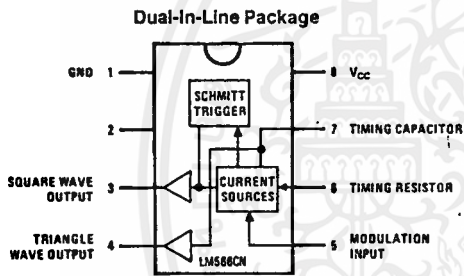 Dual-In-Line Package
GND 1
8 VCC
SCHMITT
TRIGGER
2
7 TIMING CAPACITOR
SQUARE WAVE
OUTPUT 3
CURRENT
SOURCES
6 TIMING RESISTOR
TRIANGLE
WAVE OUTPUT 4
LM566CN
5 MODULATION
INPUT